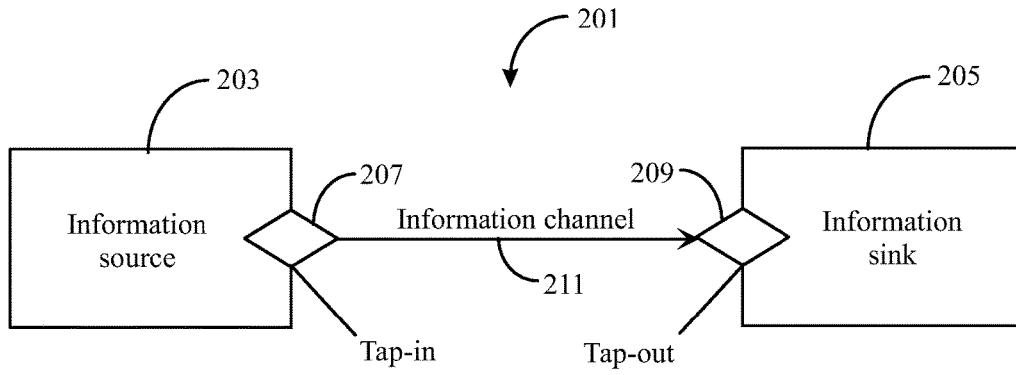 201
203
205
207
209
Information
source
Information channel
Information
sink
211
Tap-in
Tap-out